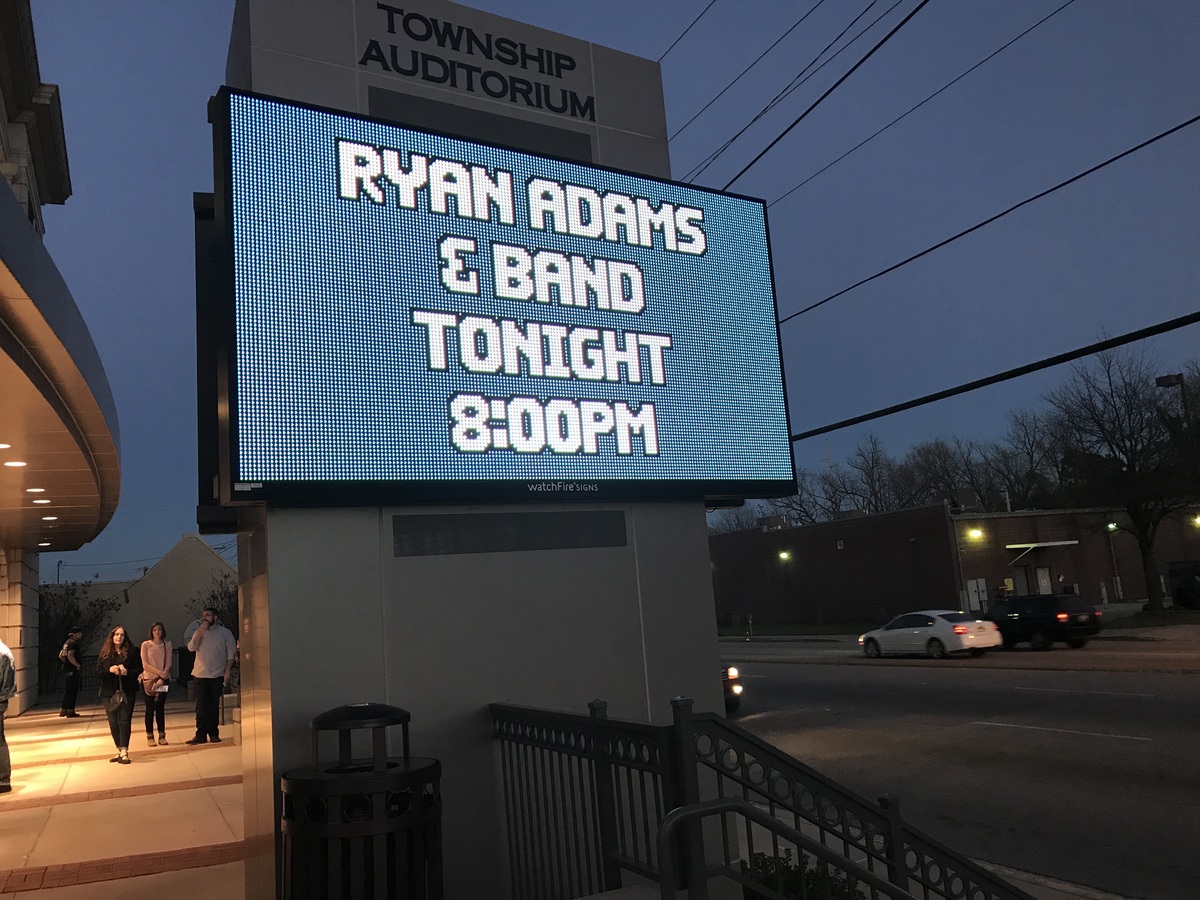 TOWNSHIP
AUDITORIUM
RYAN ADAMS
& BAND
TONIGHT
8:00PM
watchFire SIGNS